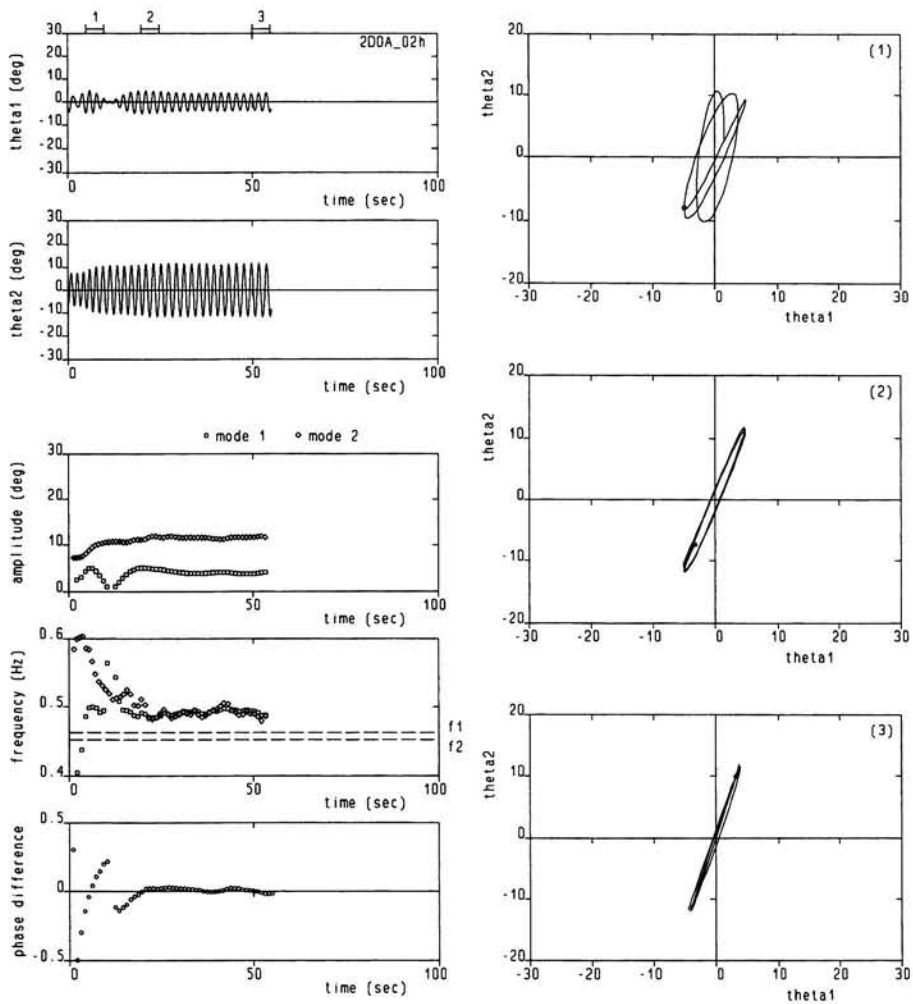 1 2 3
30
20
10
0
-10
-20
-30
theta1 (deg)
2DOA_02h
0 50 100
time (sec)
30
20
10
0
-10
-20
-30
theta2 (deg)
0 50 100
time (sec)
mode 1 mode 2
30
20
10
0
amplitude (deg)
0 50 100
time (sec)
0.6
0.5
0.4
frequency (Hz)
f1
f2
0 50 100
time (sec)
0.5
0
-0.5
phase difference
0 50 100
time (sec)
(1)
20
10
0
-10
-20
theta2
-30 -20 -10 0 10 20 30
theta1
(2)
20
10
0
-10
-20
theta2
-30 -20 -10 0 10 20 30
theta1
(3)
20
10
0
-10
-20
theta2
-30 -20 -10 0 10 20 30
theta1